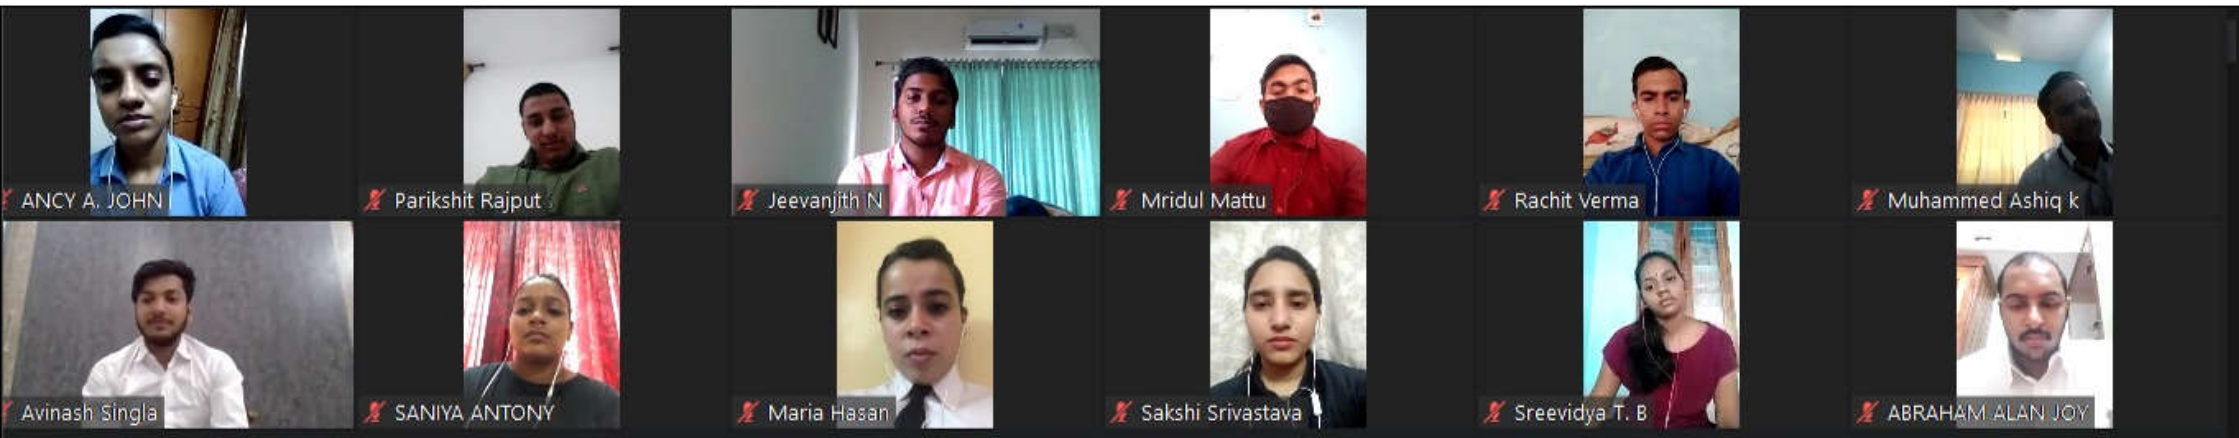 ANCY A. JOHN
Parikshit Rajput
Jeevanjith N
Mridul Mattu
Rachit Verma
Muhammed Ashiq k
Avinash Singla
SANIYA ANTONY
Maria Hasan
Sakshi Srivastava
Sreevidya T. B
ABRAHAM ALAN JOY